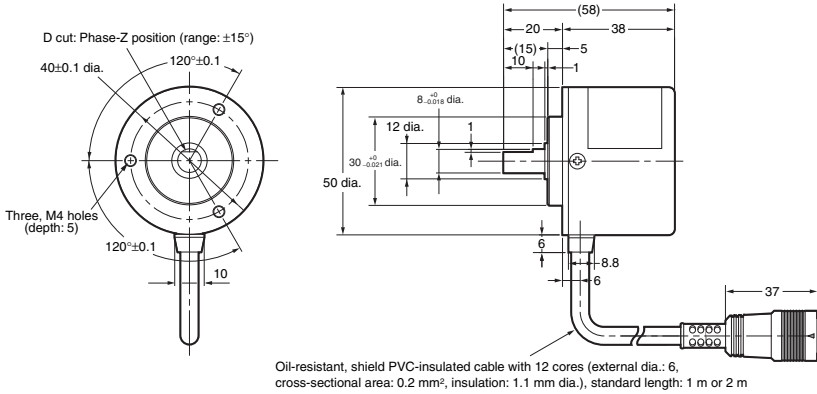 (58)
20
38
(15)
5
10
1
D cut: Phase-Z position (range: ±15°)
120°±0.1
40±0.1 dia.
8 +0 -0.018 dia.
1
12 dia.
30 +0 -0.021 dia.
50 dia.
Three, M4 holes
(depth: 5)
120°±0.1
10
6
8.8
6
37
Oil-resistant, shield PVC-insulated cable with 12 cores (external dia.: 6,
cross-sectional area: 0.2 mm², insulation: 1.1 mm dia.), standard length: 1 m or 2 m